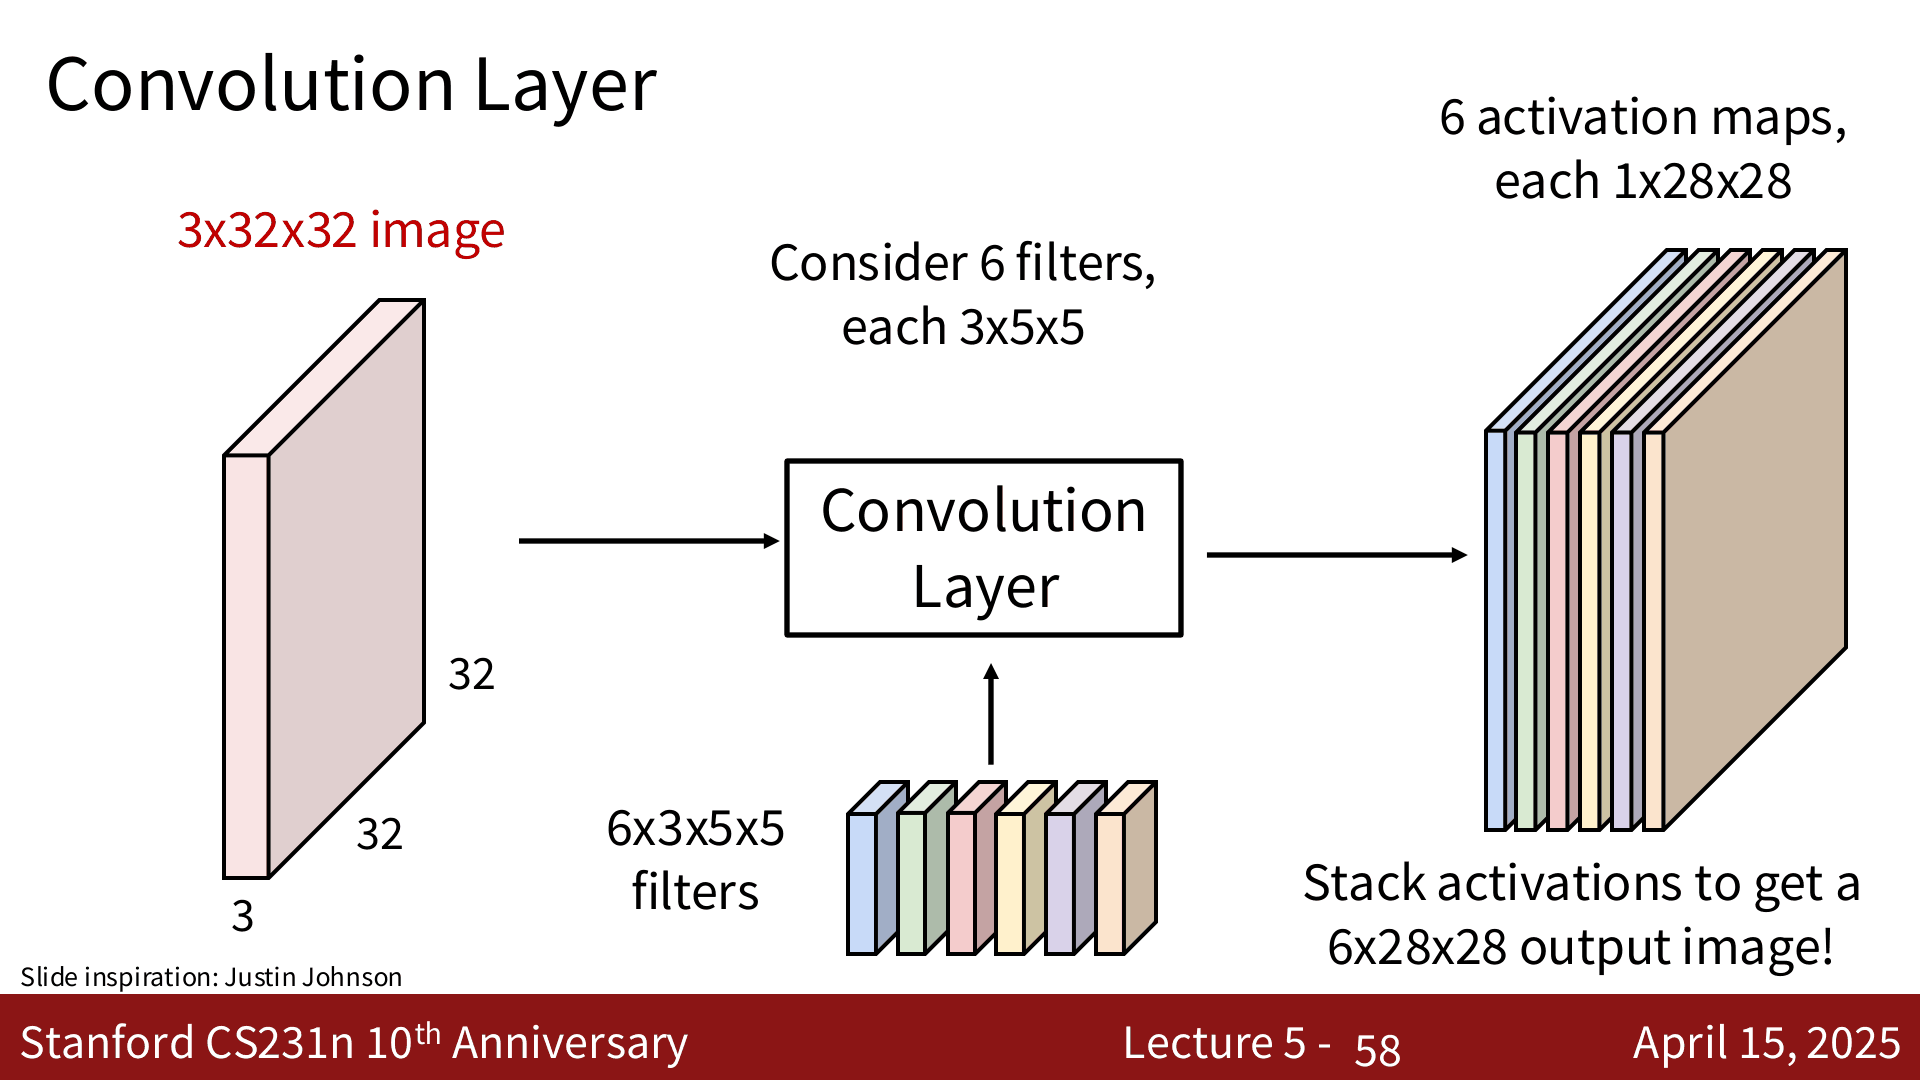 Convolution Layer
3x32x32 image
32
32
3
Consider 6 filters,
each 3x5x5
Convolution
Layer
6x3x5x5
filters
6 activation maps,
each 1x28x28
Stack activations to get a
6x28x28 output image!
Slide inspiration: Justin Johnson
Stanford CS231n 10th Anniversary
Lecture 5 - 58
April 15, 2025